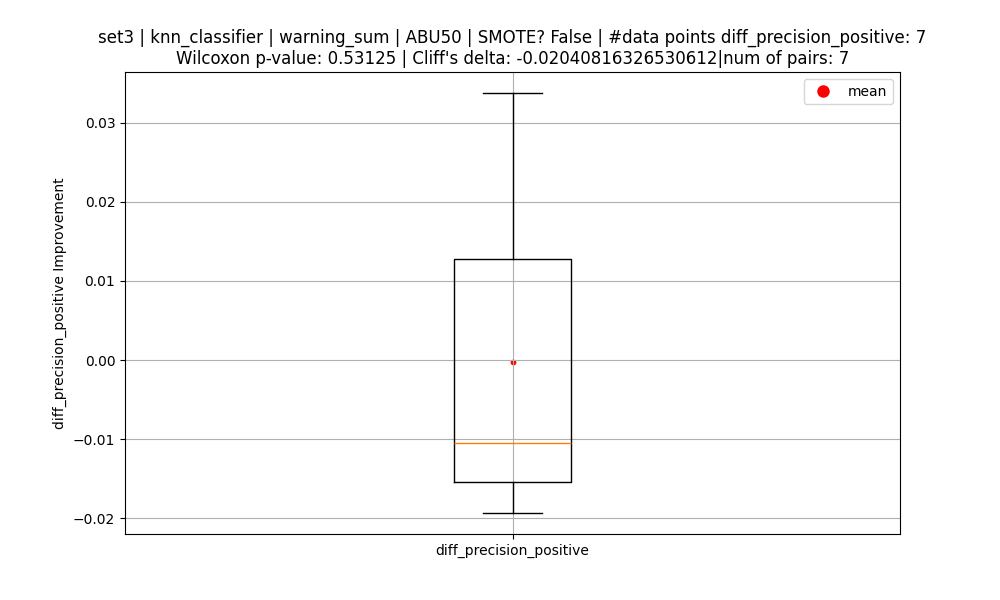 set3 | knn_classifier | warning_sum | ABU50 | SMOTE? False | #data points diff_precision_positive: 7
Wilcoxon p-value: 0.53125 | Cliff's delta: -0.02040816326530612|num of pairs: 7
mean
0.03
0.02
0.01
0.00
−0.01
−0.02
diff_precision_positive Improvement
diff_precision_positive